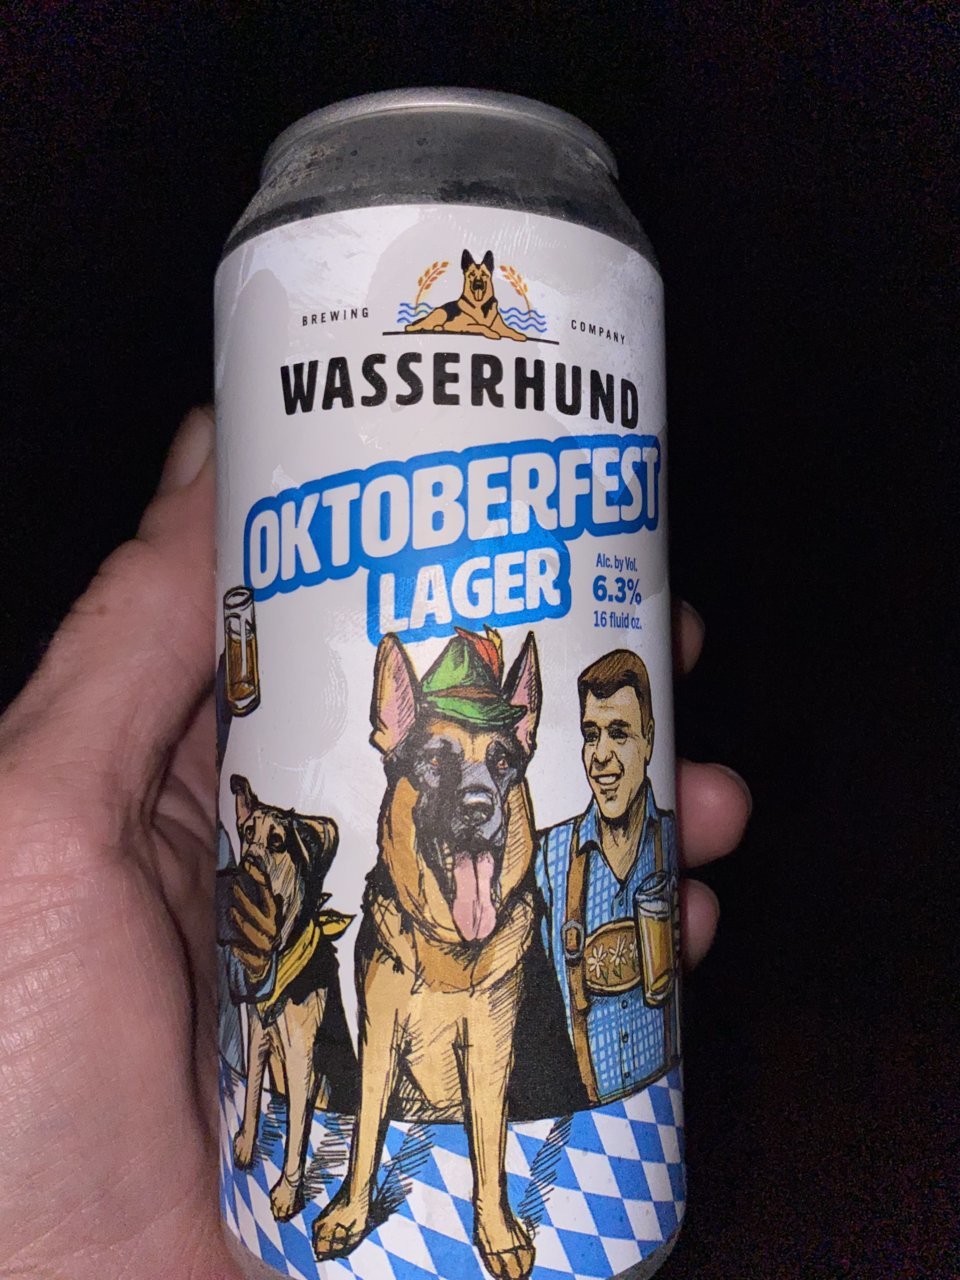 BREWING COMPANY
WASSERHUND
OKTOBERFEST
LAGER
Alc. by Vol.
6.3%
16 fluid oz.